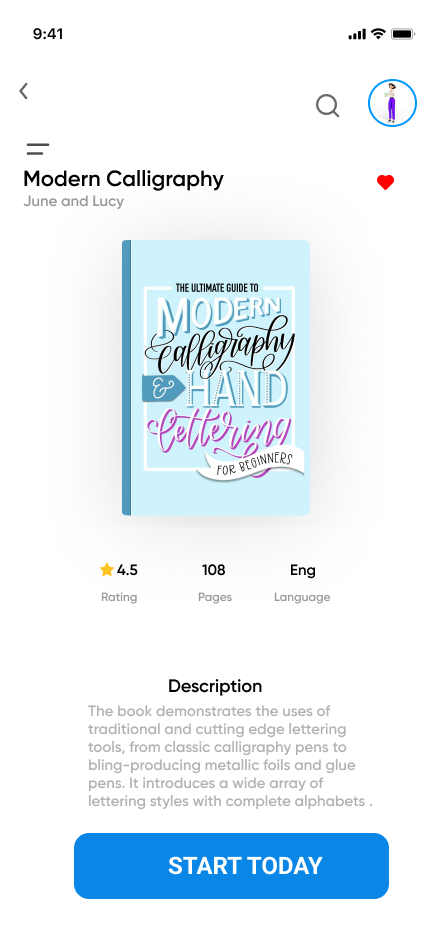 9:41
Modern Calligraphy
June and Lucy
THE ULTIMATE GUIDE TO
MODERN
Calligraphy
& HAND
lettering
FOR BEGINNERS
4.5 108 Eng
Rating Pages Language
Description
The book demonstrates the uses of
traditional and cutting edge lettering
tools, from classic calligraphy pens to
bling-producing metallic foils and glue
pens. It introduces a wide array of
lettering styles with complete alphabets .
START TODAY